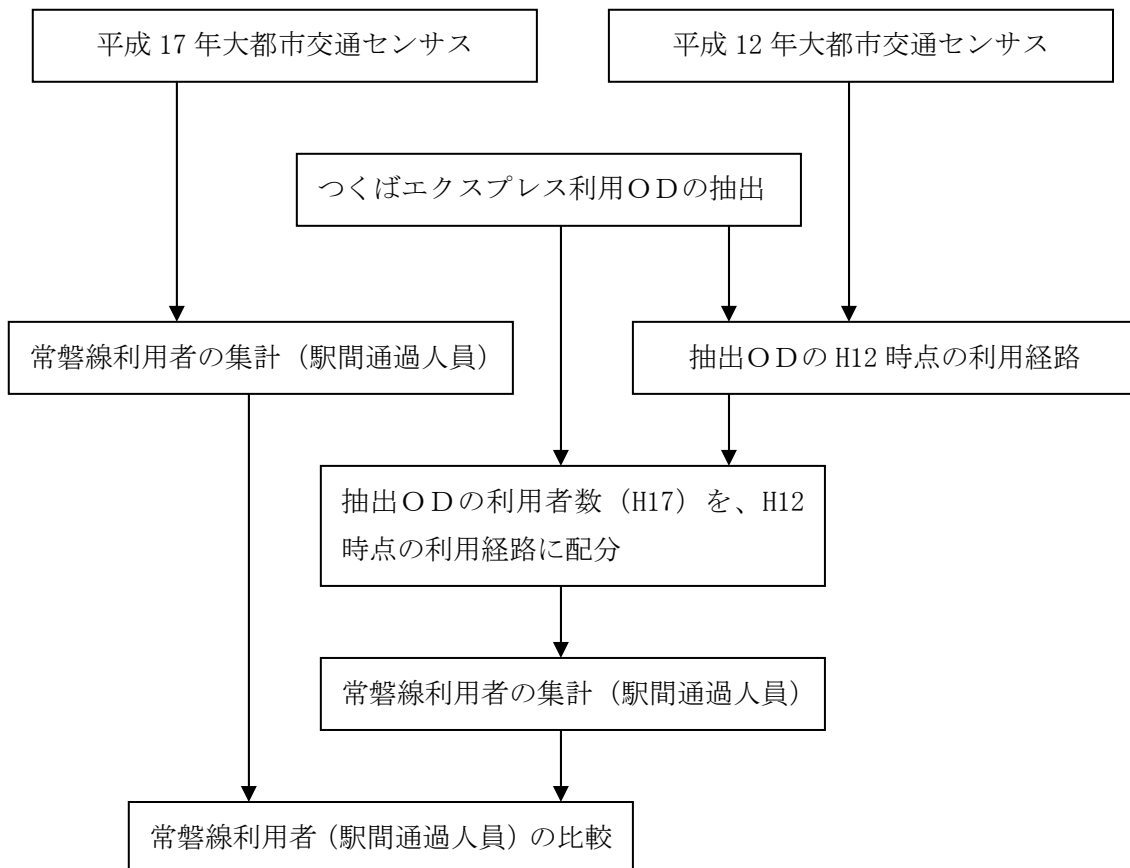 平成 17 年大都市交通センサス
平成 12 年大都市交通センサス
つくばエクスプレス利用ＯＤの抽出
常磐線利用者の集計（駅間通過人員）
抽出ＯＤの H12 時点の利用経路
抽出ＯＤの利用者数（H17）を、H12
時点の利用経路に配分
常磐線利用者の集計（駅間通過人員）
常磐線利用者（駅間通過人員）の比較